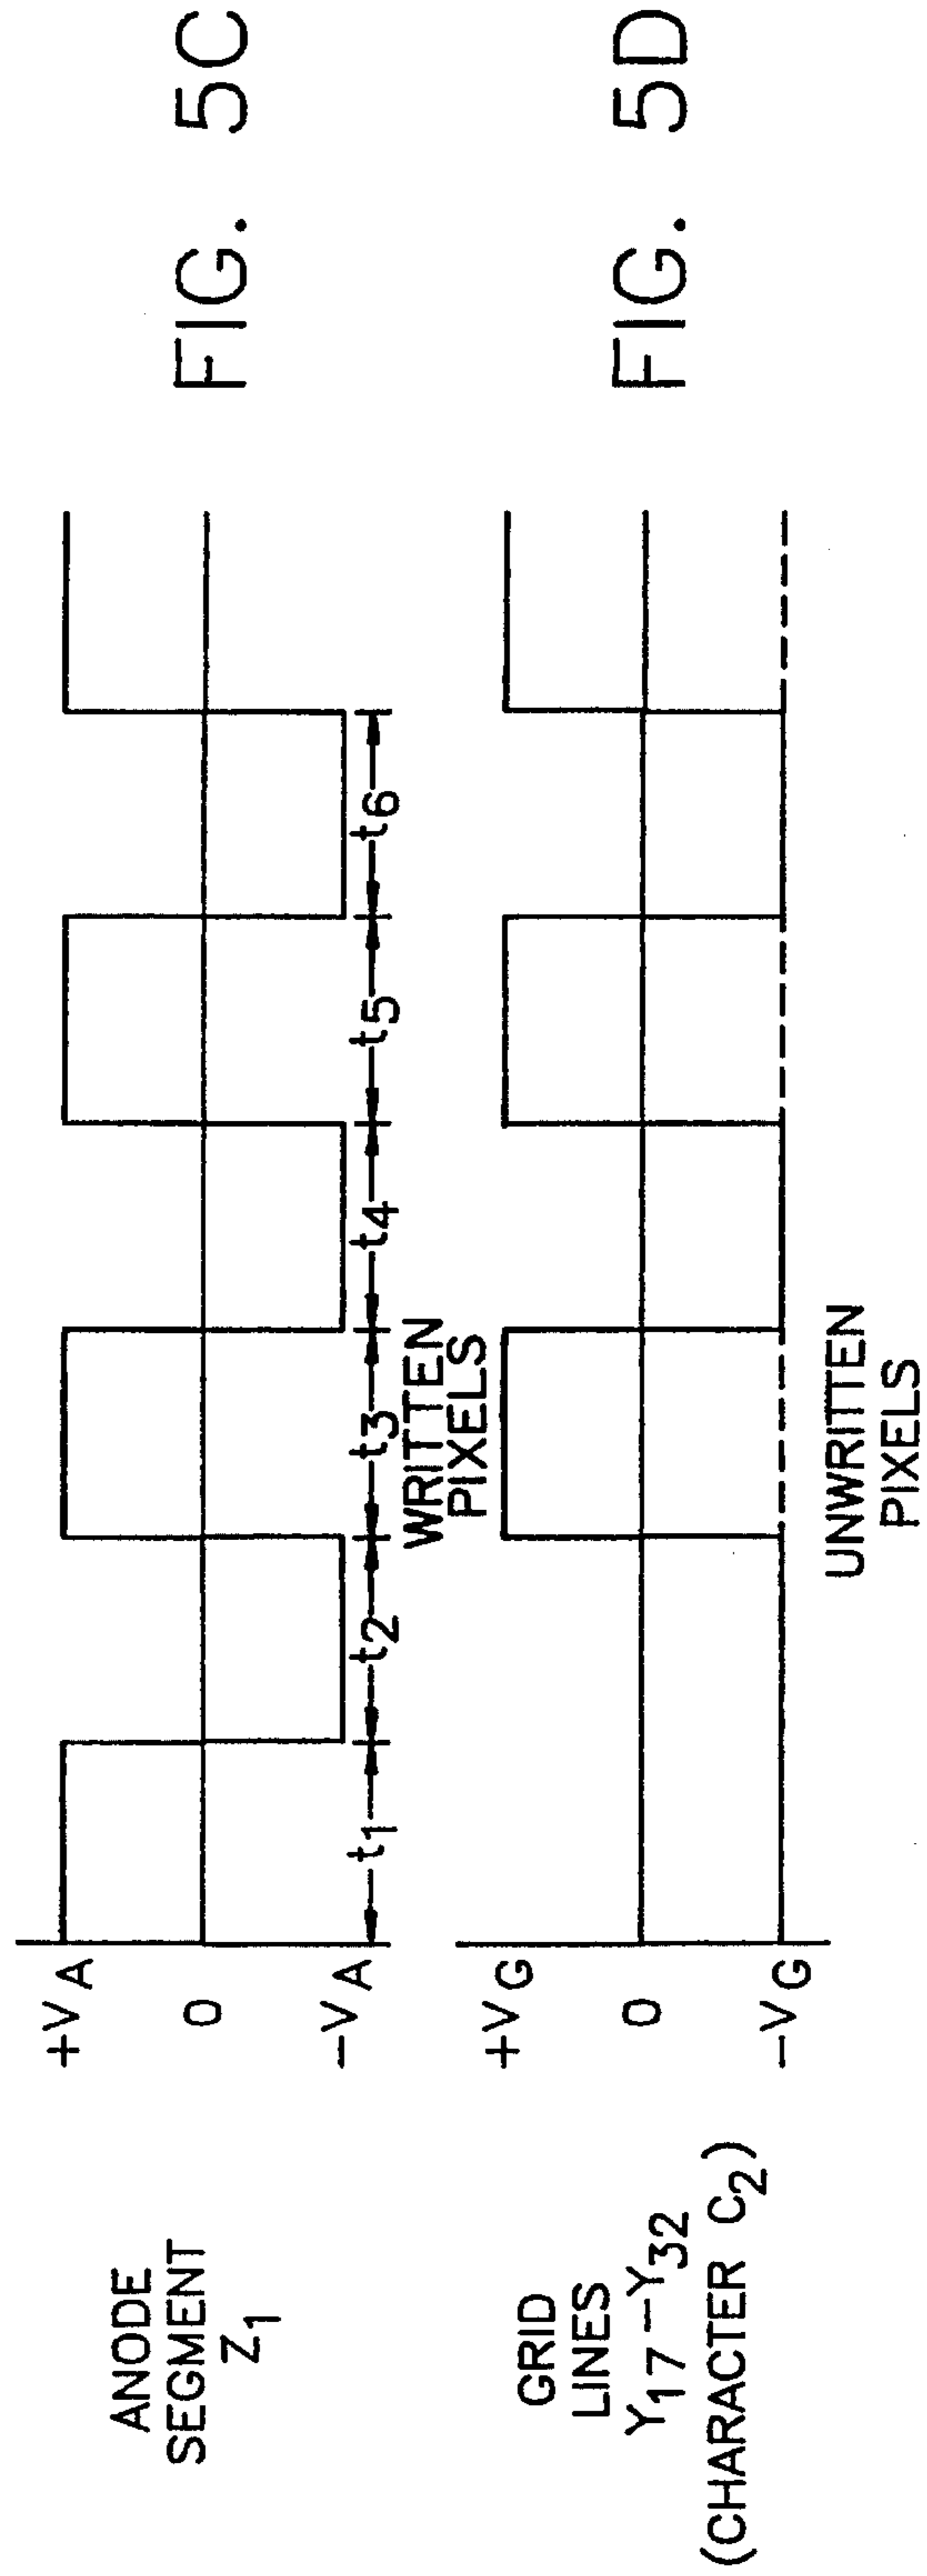 ANODE
SEGMENT
Z1
+VA
0
-VA
t1
t2
t3
t4
t5
t6
WRITTEN
PIXELS
FIG. 5C
GRID
LINES
Y17-Y32
(CHARACTER C2)
+VG
0
-VG
UNWRITTEN
PIXELS
FIG. 5D